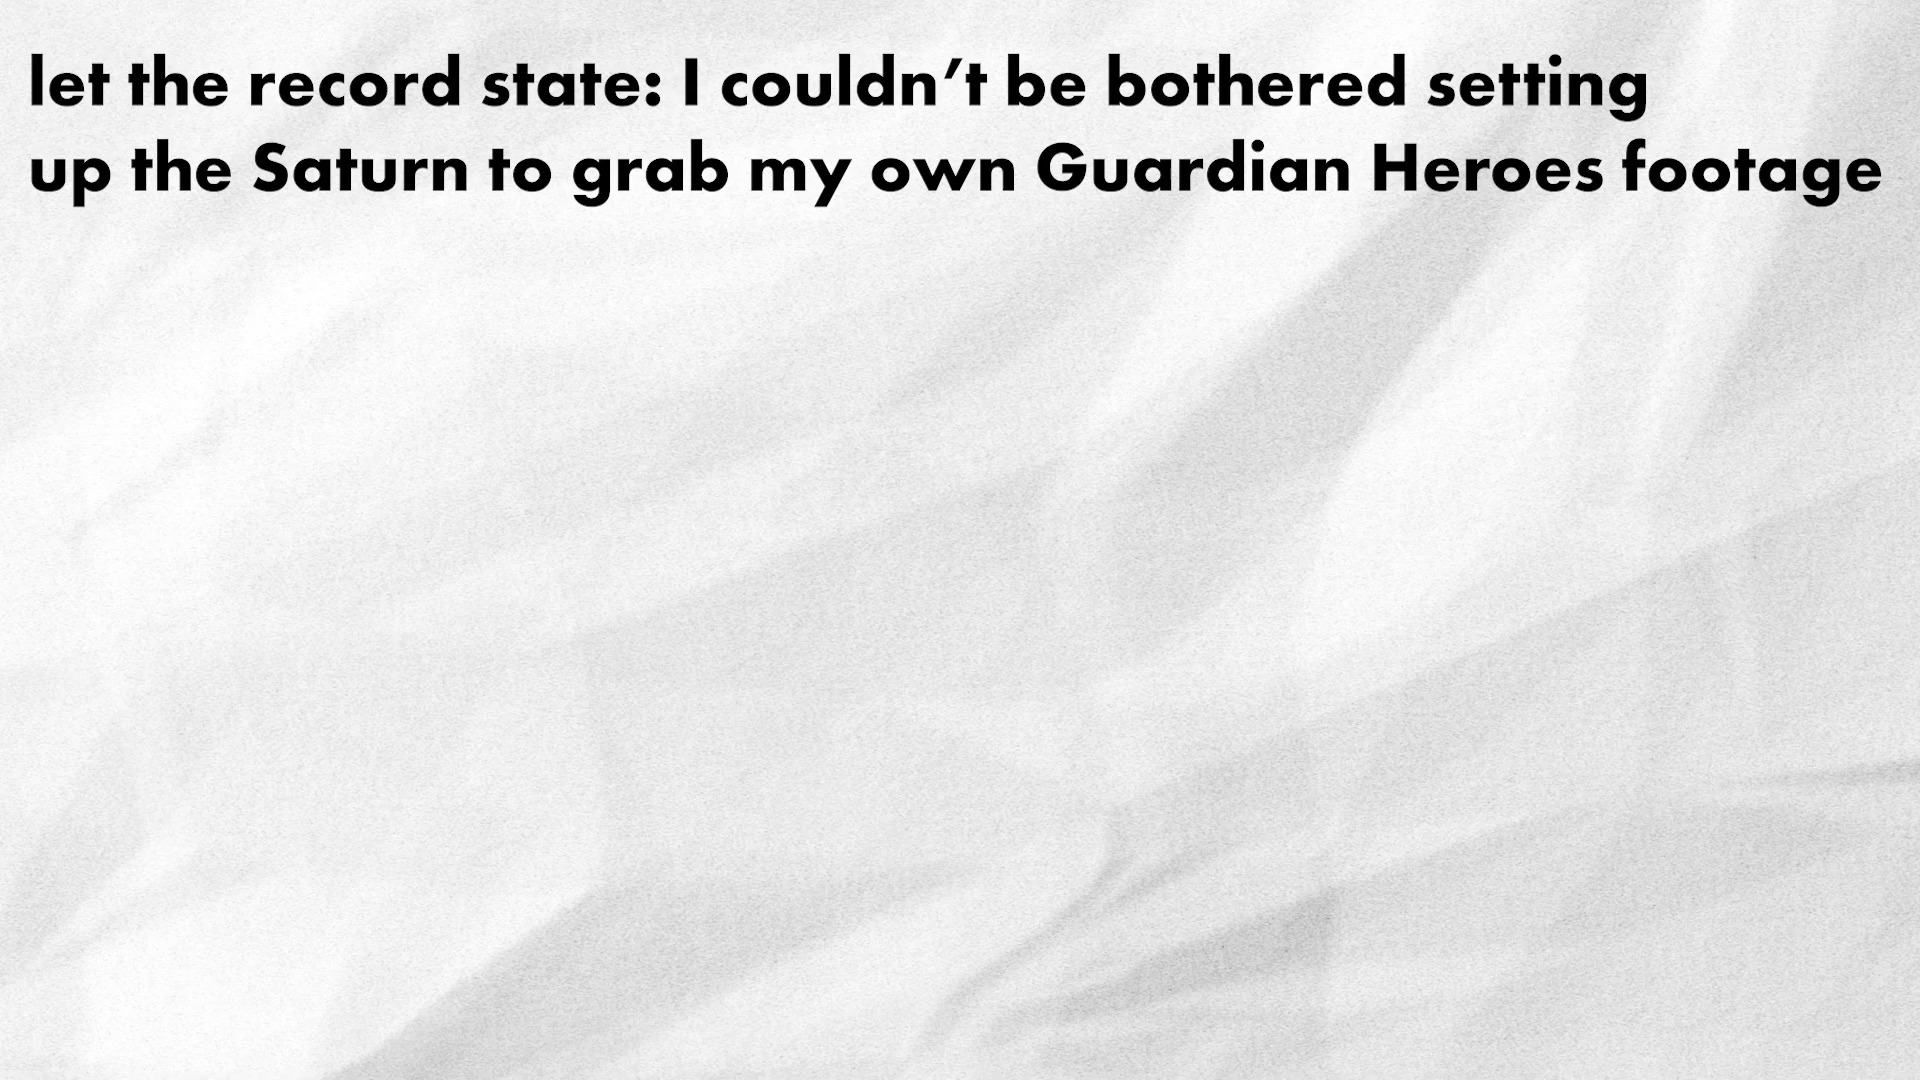 let the record state: I couldn’t be bothered setting
up the Saturn to grab my own Guardian Heroes footage